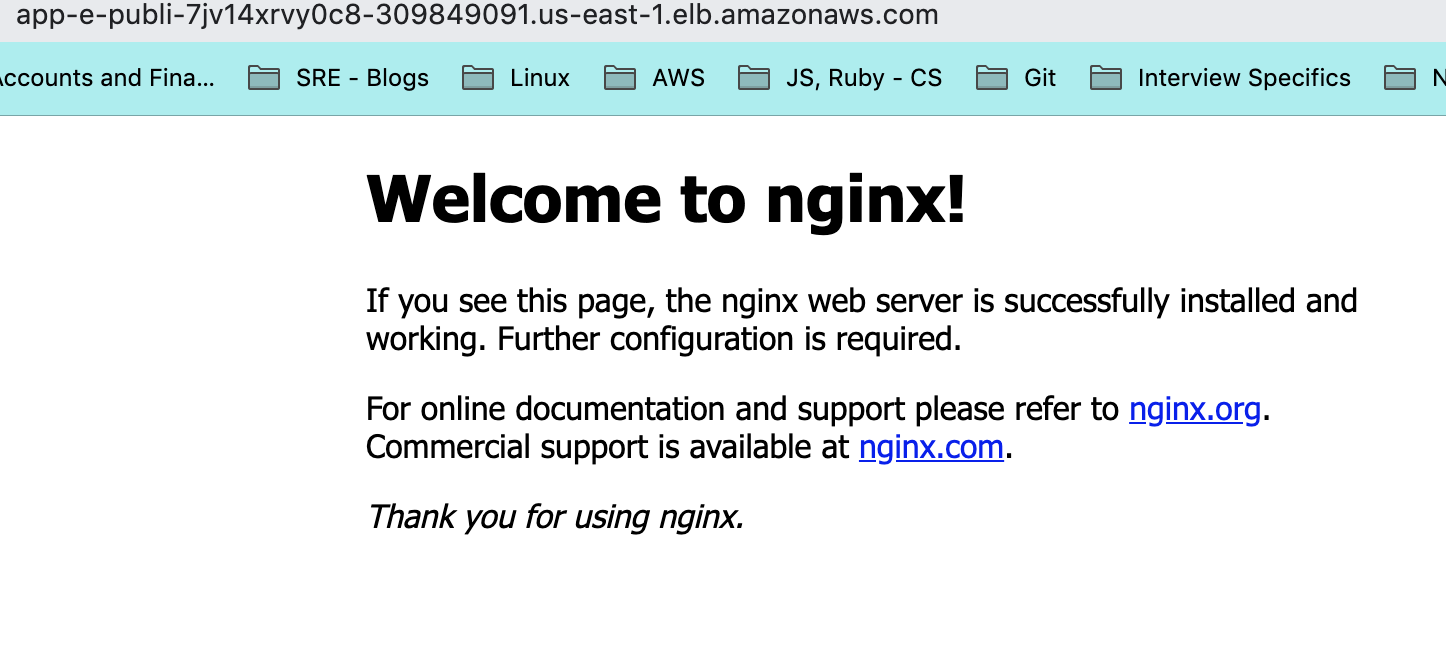 app-e-publi-7jv14xrvy0c8-309849091.us-east-1.elb.amazonaws.com
Accounts and Fina... SRE - Blogs Linux AWS JS, Ruby - CS Git Interview Specifics N
Welcome to nginx!
If you see this page, the nginx web server is successfully installed and
working. Further configuration is required.
For online documentation and support please refer to nginx.org.
Commercial support is available at nginx.com.
Thank you for using nginx.